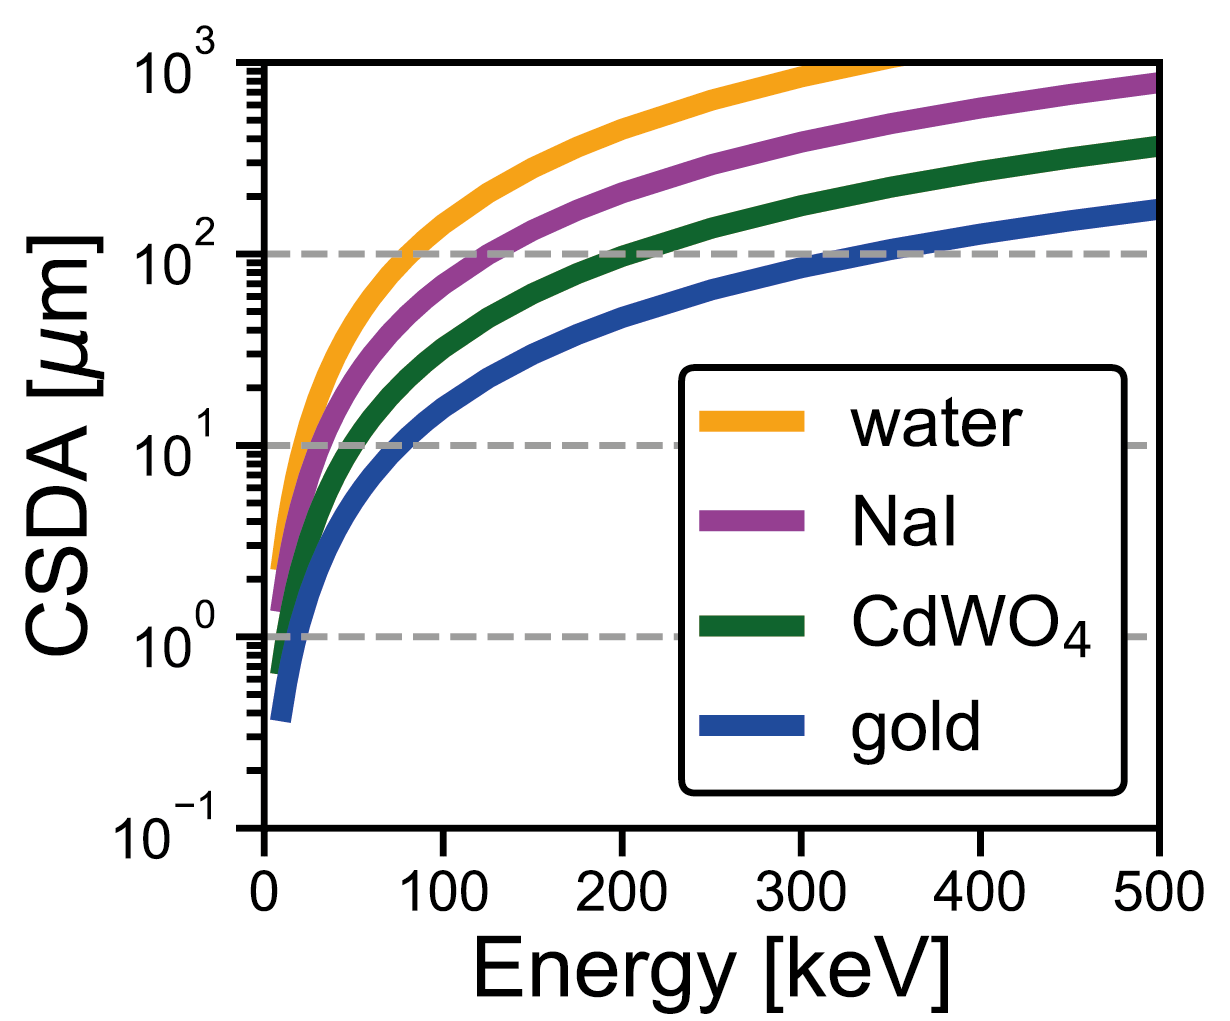 10³
10²
10¹
10⁰
10⁻¹
CSDA [μm]
water
NaI
CdWO₄
gold
0 100 200 300 400 500
Energy [keV]